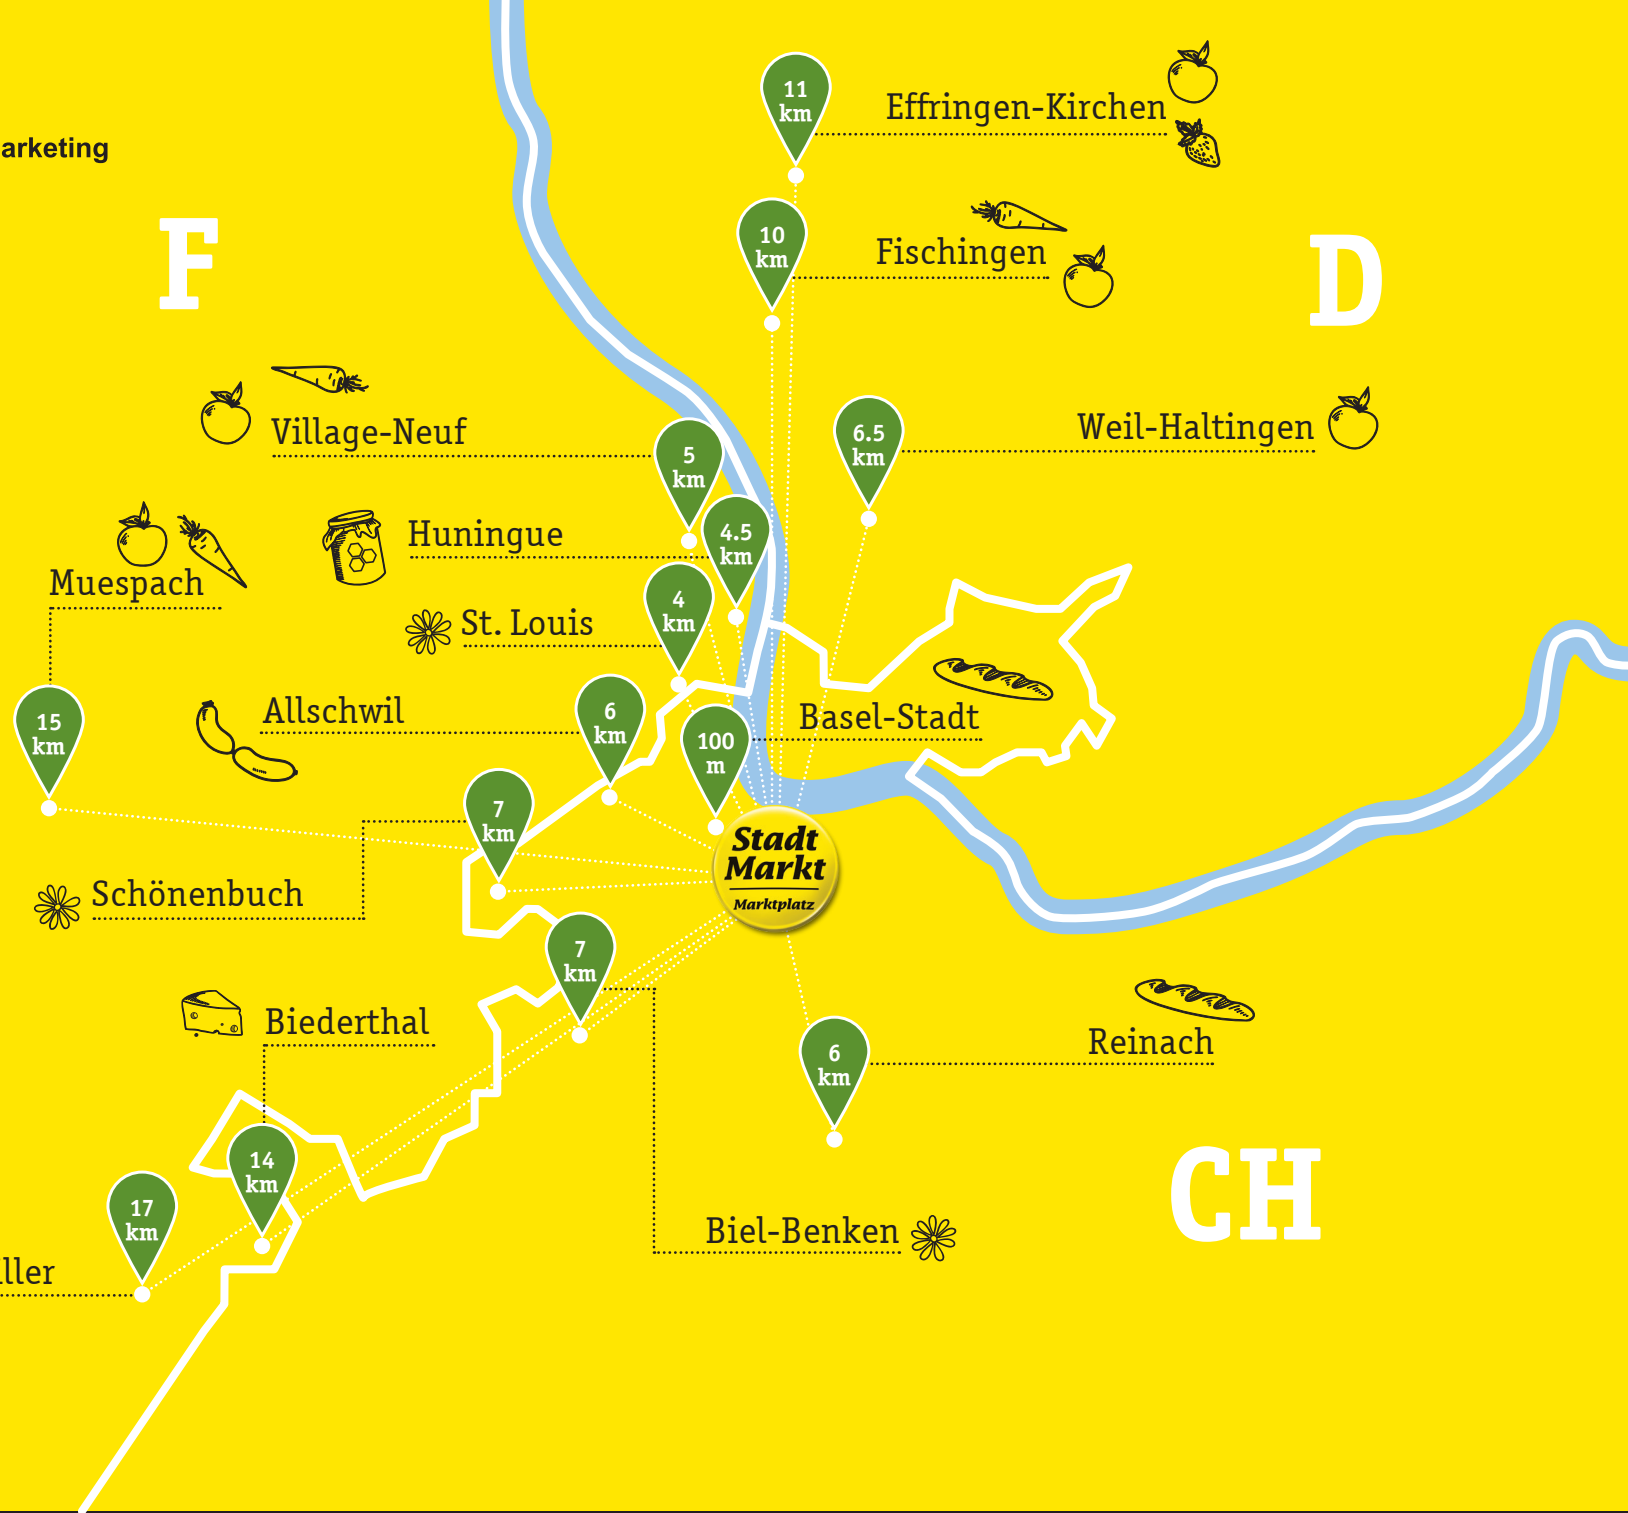 11
km
Effringen-Kirchen
arketing
F
10
km
Fischingen
D
Village-Neuf
5
km
6.5
km
Weil-Haltingen
Huningue
4.5
km
Muespach
4
km
St. Louis
15
km
Allschwil
6
km
100
m
Basel-Stadt
7
km
Stadt
Markt
Marktplatz
Schönenbuch
7
km
Biederthal
6
km
Reinach
14
km
CH
17
km
Biel-Benken
ller